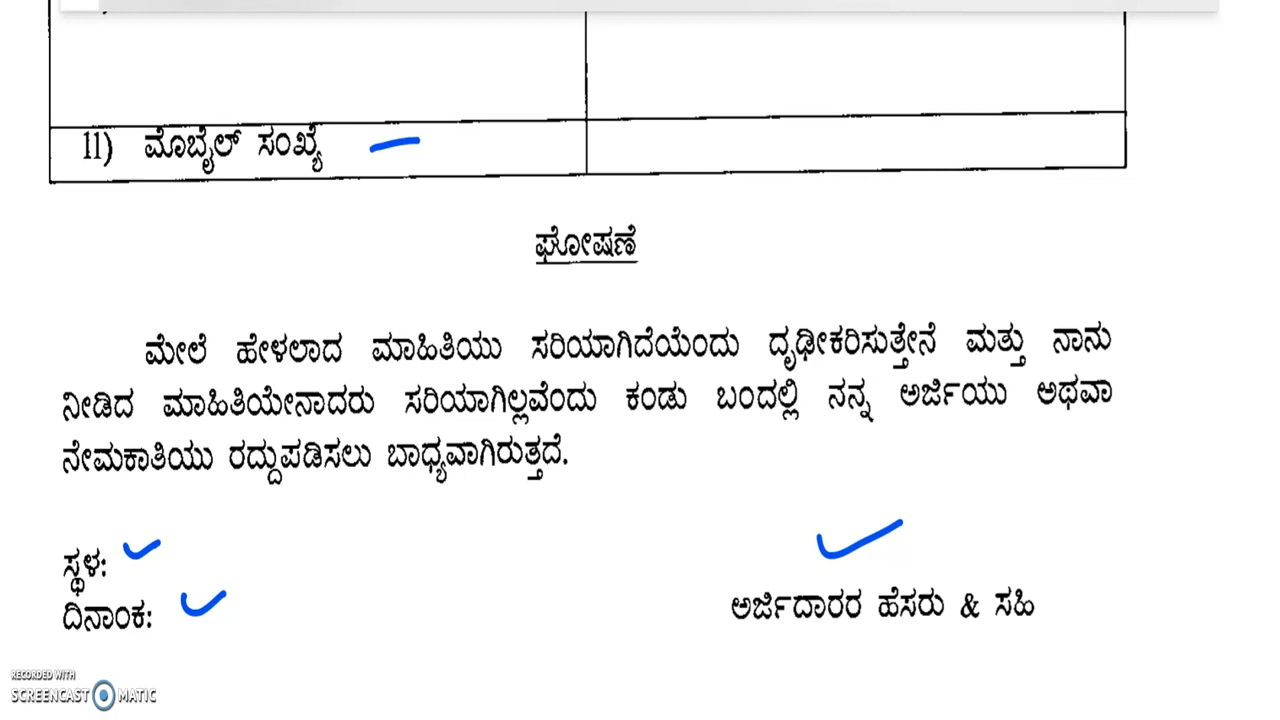 11) ಮೊಬೈಲ್ ಸಂಖ್ಯೆ
ಘೋಷಣೆ
ಮೇಲೆ ಹೇಳಲಾದ ಮಾಹಿತಿಯು ಸರಿಯಾಗಿದೆಯೆಂದು ದೃಢೀಕರಿಸುತ್ತೇನೆ ಮತ್ತು ನಾನು
ನೀಡಿದ ಮಾಹಿತಿಯೇನಾದರು ಸರಿಯಾಗಿಲ್ಲವೆಂದು ಕಂಡು ಬಂದಲ್ಲಿ ನನ್ನ ಅರ್ಜಿಯು ಅಥವಾ
ನೇಮಕಾತಿಯು ರದ್ದುಪಡಿಸಲು ಬಾಧ್ಯವಾಗಿರುತ್ತದೆ.
ಸ್ಥಳ:
ದಿನಾಂಕ:
ಅರ್ಜಿದಾರರ ಹೆಸರು & ಸಹಿ
RECORDED WITH
SCREENCAST MATIC